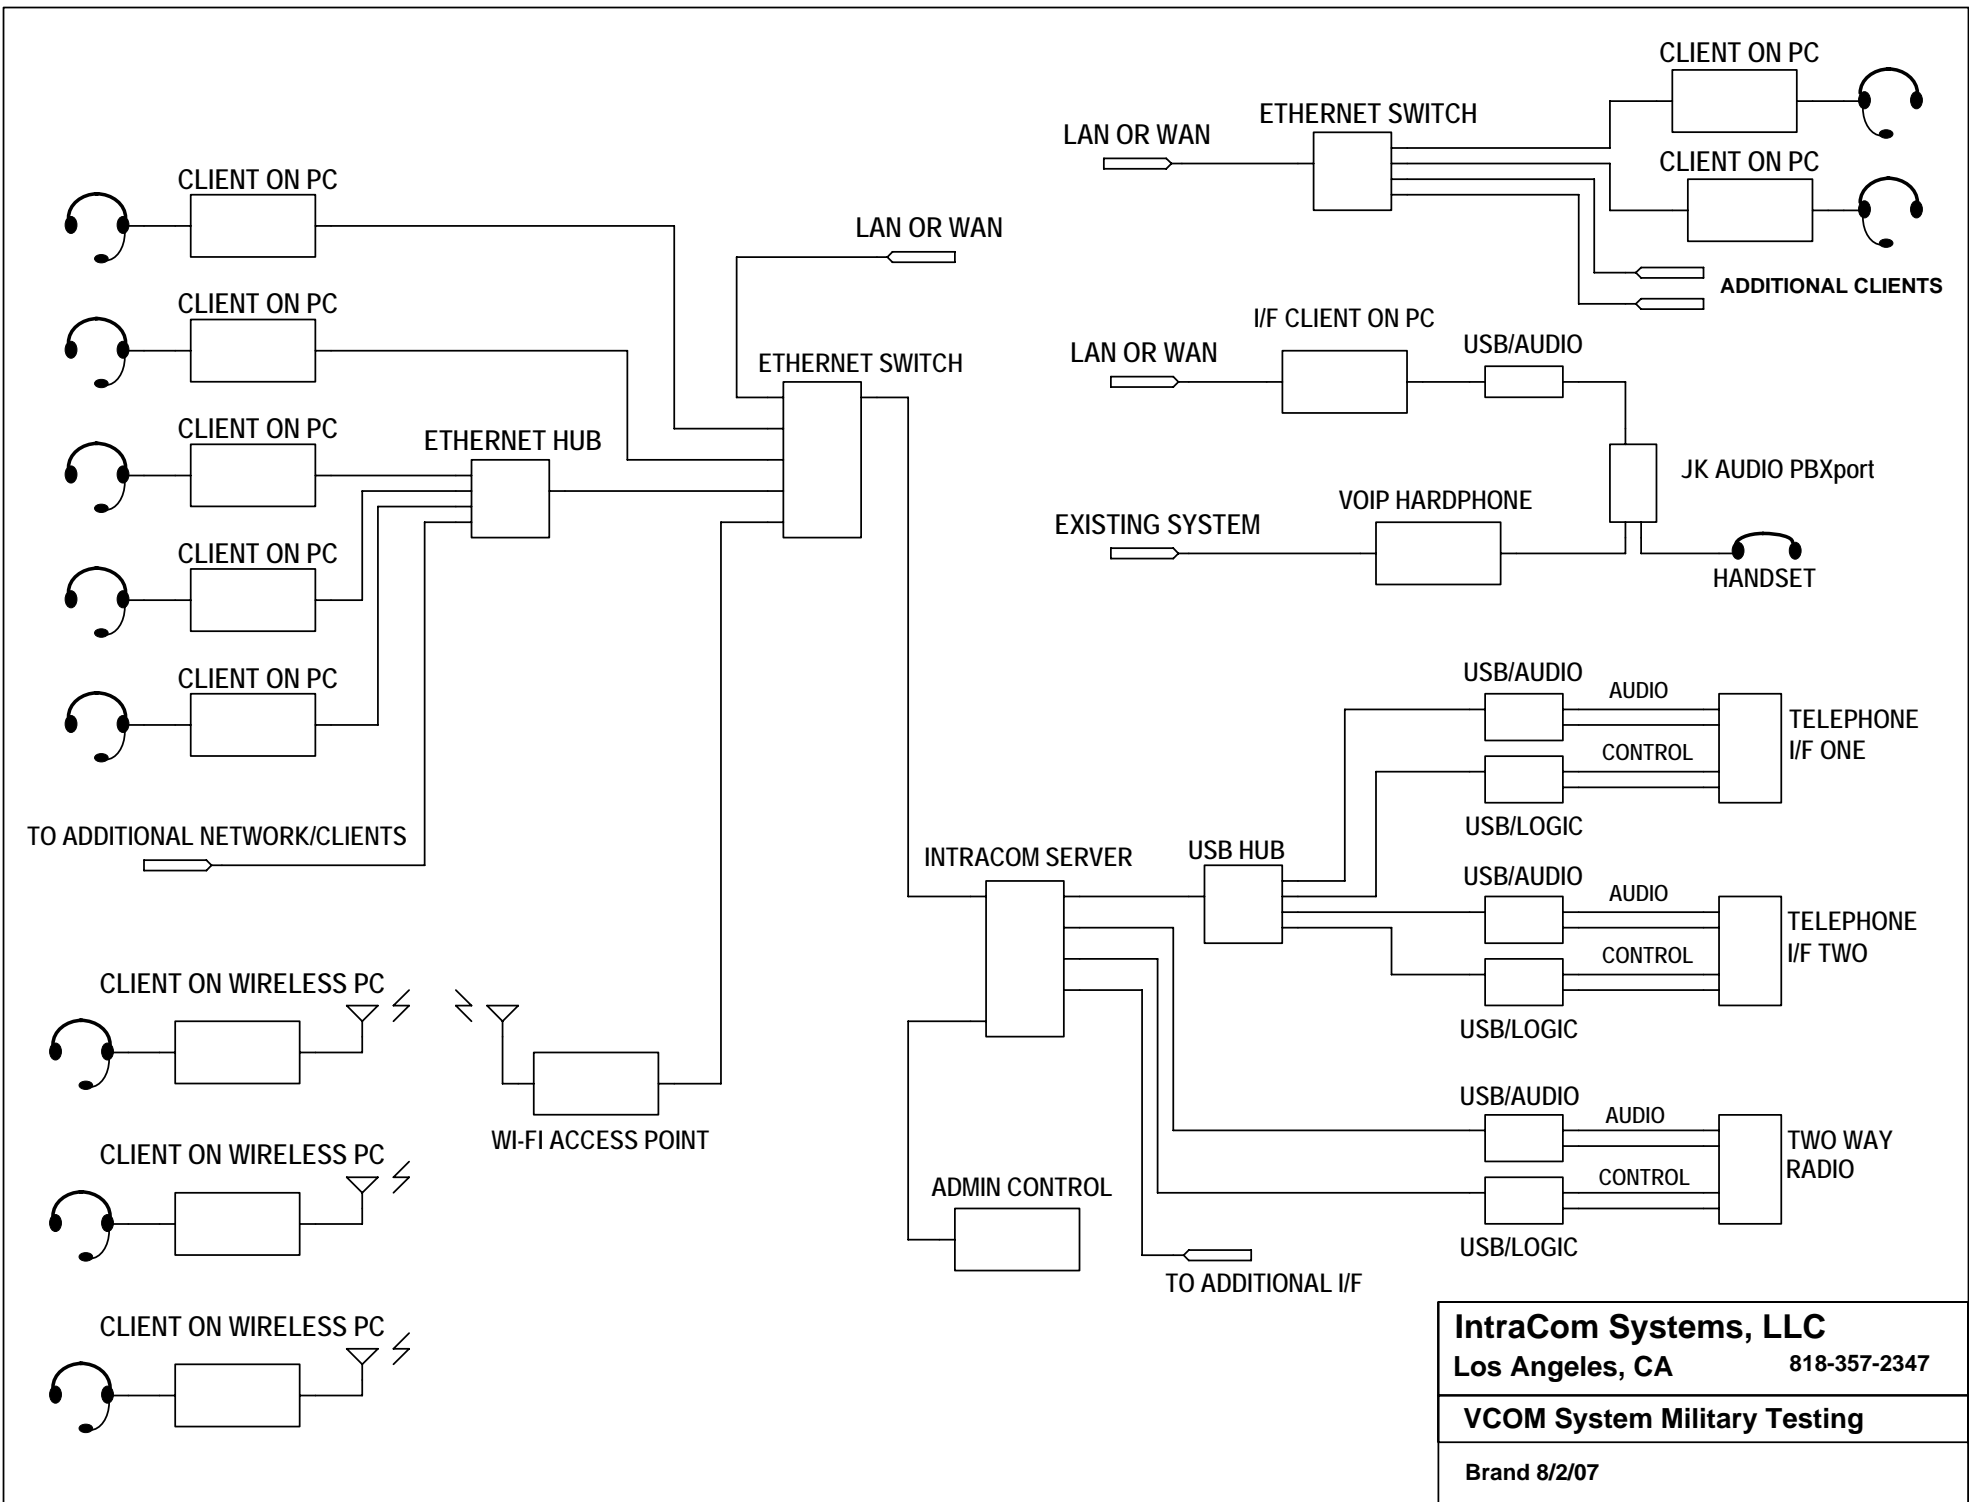 CLIENT ON PC
ETHERNET SWITCH
LAN OR WAN
CLIENT ON PC
ADDITIONAL CLIENTS
CLIENT ON PC
LAN OR WAN
CLIENT ON PC
ETHERNET SWITCH
I/F CLIENT ON PC
USB/AUDIO
LAN OR WAN
CLIENT ON PC
ETHERNET HUB
JK AUDIO PBXport
VOIP HARDPHONE
EXISTING SYSTEM
HANDSET
CLIENT ON PC
CLIENT ON PC
TO ADDITIONAL NETWORK/CLIENTS
USB/AUDIO
AUDIO
TELEPHONE
I/F ONE
CONTROL
USB/LOGIC
INTRACOM SERVER
USB HUB
USB/AUDIO
AUDIO
TELEPHONE
I/F TWO
CONTROL
USB/LOGIC
CLIENT ON WIRELESS PC
WI-FI ACCESS POINT
CLIENT ON WIRELESS PC
CLIENT ON WIRELESS PC
USB/AUDIO
AUDIO
TWO WAY
RADIO
CONTROL
USB/LOGIC
ADMIN CONTROL
TO ADDITIONAL I/F
IntraCom Systems, LLC
Los Angeles, CA 818-357-2347
VCOM System Military Testing
Brand 8/2/07